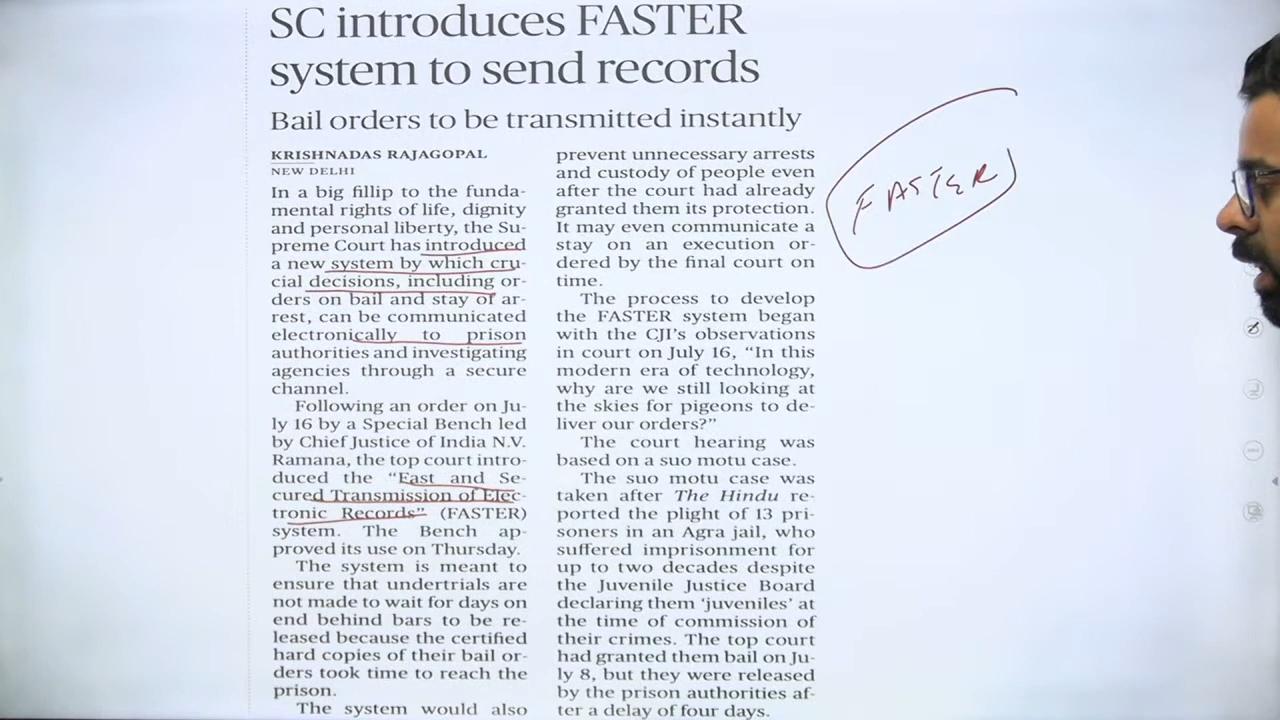 SC introduces FASTER
system to send records
Bail orders to be transmitted instantly
KRISHNADAS RAJAGOPAL
NEW DELHI
In a big fillip to the funda-
mental rights of life, dignity
and personal liberty, the Su-
preme Court has introduced
a new system by which cru-
cial decisions, including or-
ders on bail and stay of ar-
rest, can be communicated
electronically to prison
authorities and investigating
agencies through a secure
channel.
Following an order on Ju-
ly 16 by a Special Bench led
by Chief Justice of India N.V.
Ramana, the top court intro-
duced the “East and Se-
cured Transmission of Elec-
tronic Records” (FASTER)
system. The Bench ap-
proved its use on Thursday.
The system is meant to
ensure that undertrials are
not made to wait for days on
end behind bars to be re-
leased because the certified
hard copies of their bail or-
ders took time to reach the
prison.
The system would also
prevent unnecessary arrests
and custody of people even
after the court had already
granted them its protection.
It may even communicate a
stay on an execution or-
dered by the final court on
time.
The process to develop
the FASTER system began
with the CJI’s observations
in court on July 16, “In this
modern era of technology,
why are we still looking at
the skies for pigeons to de-
liver our orders?”
The court hearing was
based on a suo motu case.
The suo motu case was
taken after The Hindu re-
ported the plight of 13 pri-
soners in an Agra jail, who
suffered imprisonment for
up to two decades despite
the Juvenile Justice Board
declaring them ‘juveniles’ at
the time of commission of
their crimes. The top court
had granted them bail on Ju-
ly 8, but they were released
by the prison authorities af-
ter a delay of four days.
FASTER